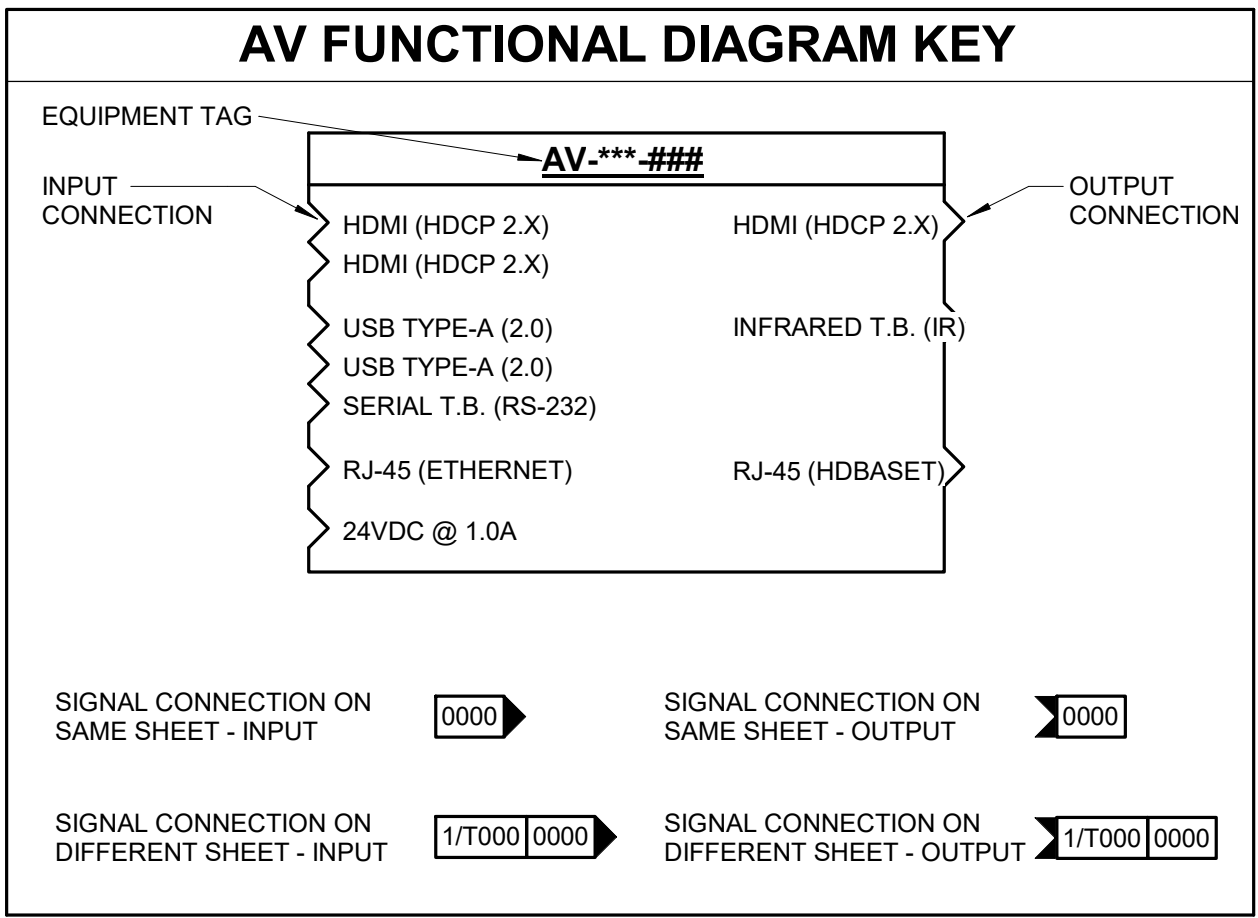 AV FUNCTIONAL DIAGRAM KEY
EQUIPMENT TAG
AV-***-###
INPUT
CONNECTION
OUTPUT
CONNECTION
HDMI (HDCP 2.X)
HDMI (HDCP 2.X)
HDMI (HDCP 2.X)
USB TYPE-A (2.0)
INFRARED T.B. (IR)
USB TYPE-A (2.0)
SERIAL T.B. (RS-232)
RJ-45 (ETHERNET)
RJ-45 (HDBASET)
24VDC @ 1.0A
SIGNAL CONNECTION ON
SAME SHEET - INPUT
0000
SIGNAL CONNECTION ON
SAME SHEET - OUTPUT
0000
SIGNAL CONNECTION ON
DIFFERENT SHEET - INPUT
1/T000 0000
SIGNAL CONNECTION ON
DIFFERENT SHEET - OUTPUT
1/T000 0000